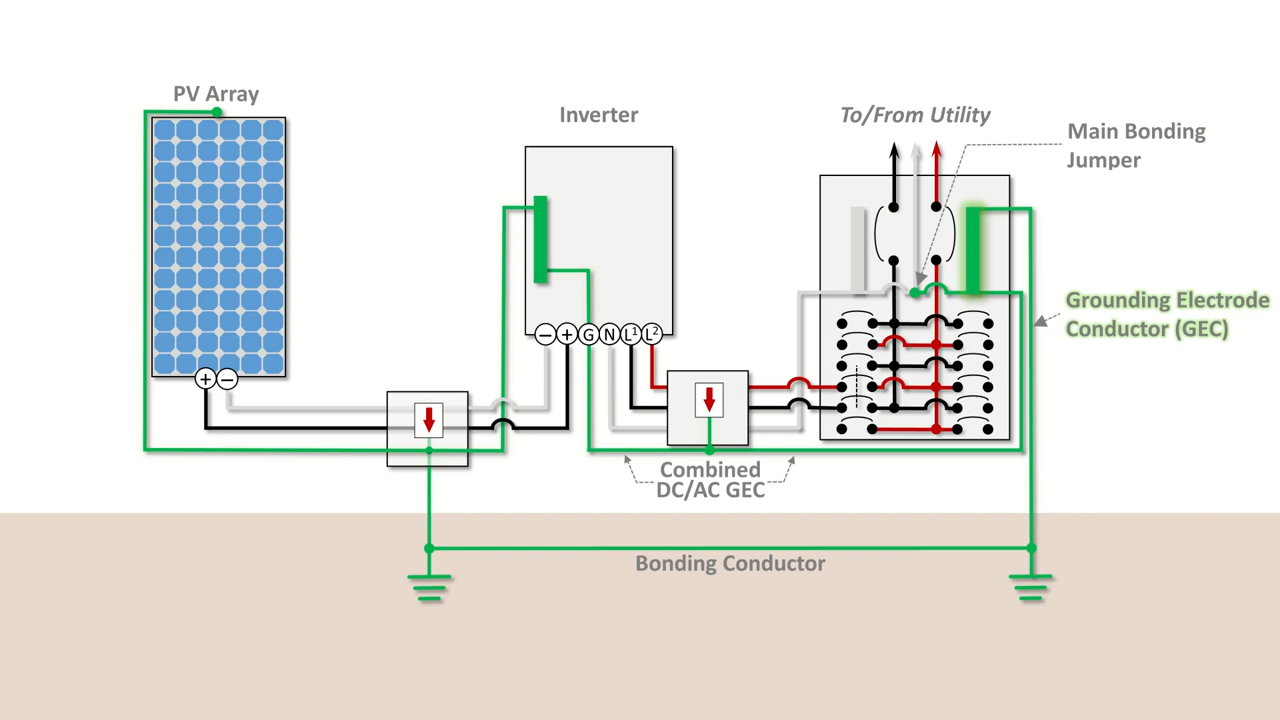 PV Array
Inverter
To/From Utility
Main Bonding
Jumper
Grounding Electrode
Conductor (GEC)
− + G N L1 L2
+ −
Combined
DC/AC GEC
Bonding Conductor